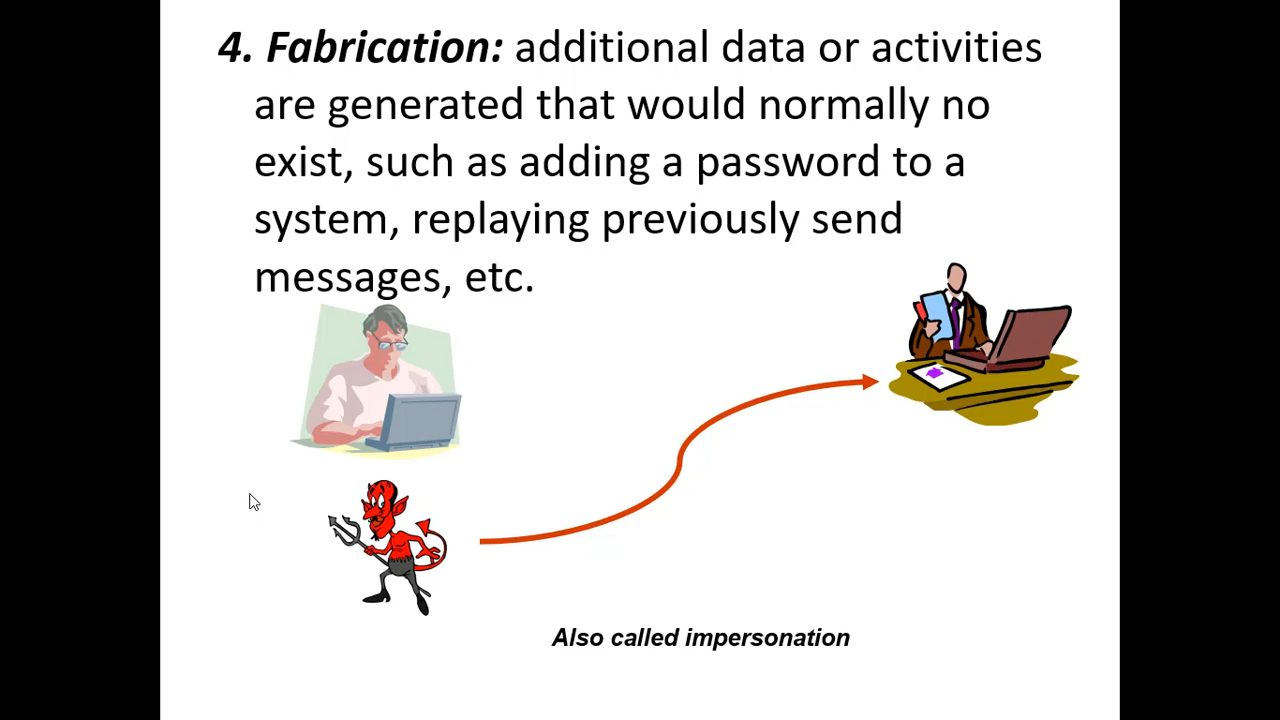 4. Fabrication: additional data or activities
are generated that would normally no
exist, such as adding a password to a
system, replaying previously send
messages, etc.
Also called impersonation